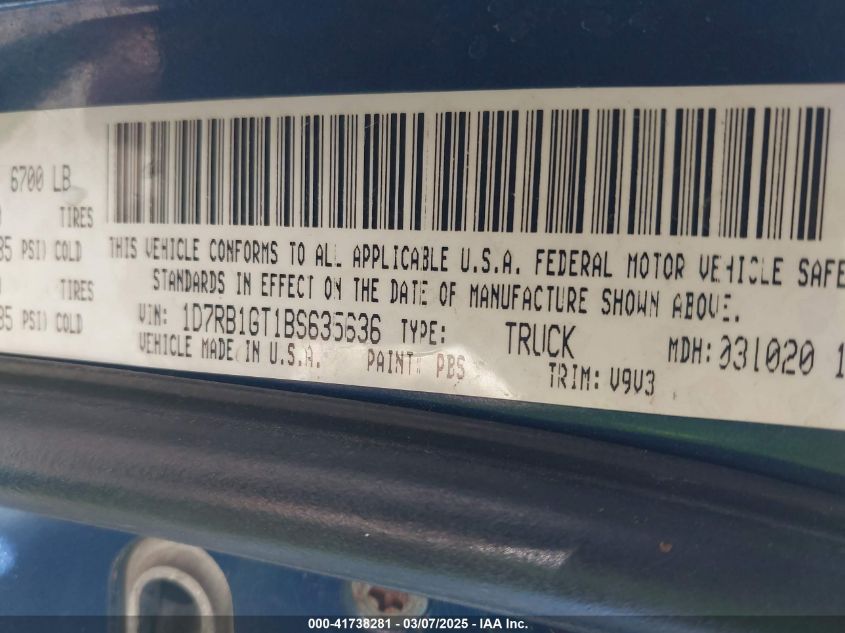 6700 LB
TIRES
PSI) COLD
TIRES
PSI) COLD
THIS VEHICLE CONFORMS TO ALL APPLICABLE U.S.A. FEDERAL MOTOR VEHICLE SAFE
STANDARDS IN EFFECT ON THE DATE OF MANUFACTURE SHOWN ABOVE.
VIN: 1D7RB1GT1BS635636 TYPE: TRUCK MDH: 031020 1
VEHICLE MADE IN U.S.A. PAINT: PBS TRIM: V9V3
000-41738281 - 03/07/2025 - IAA Inc.